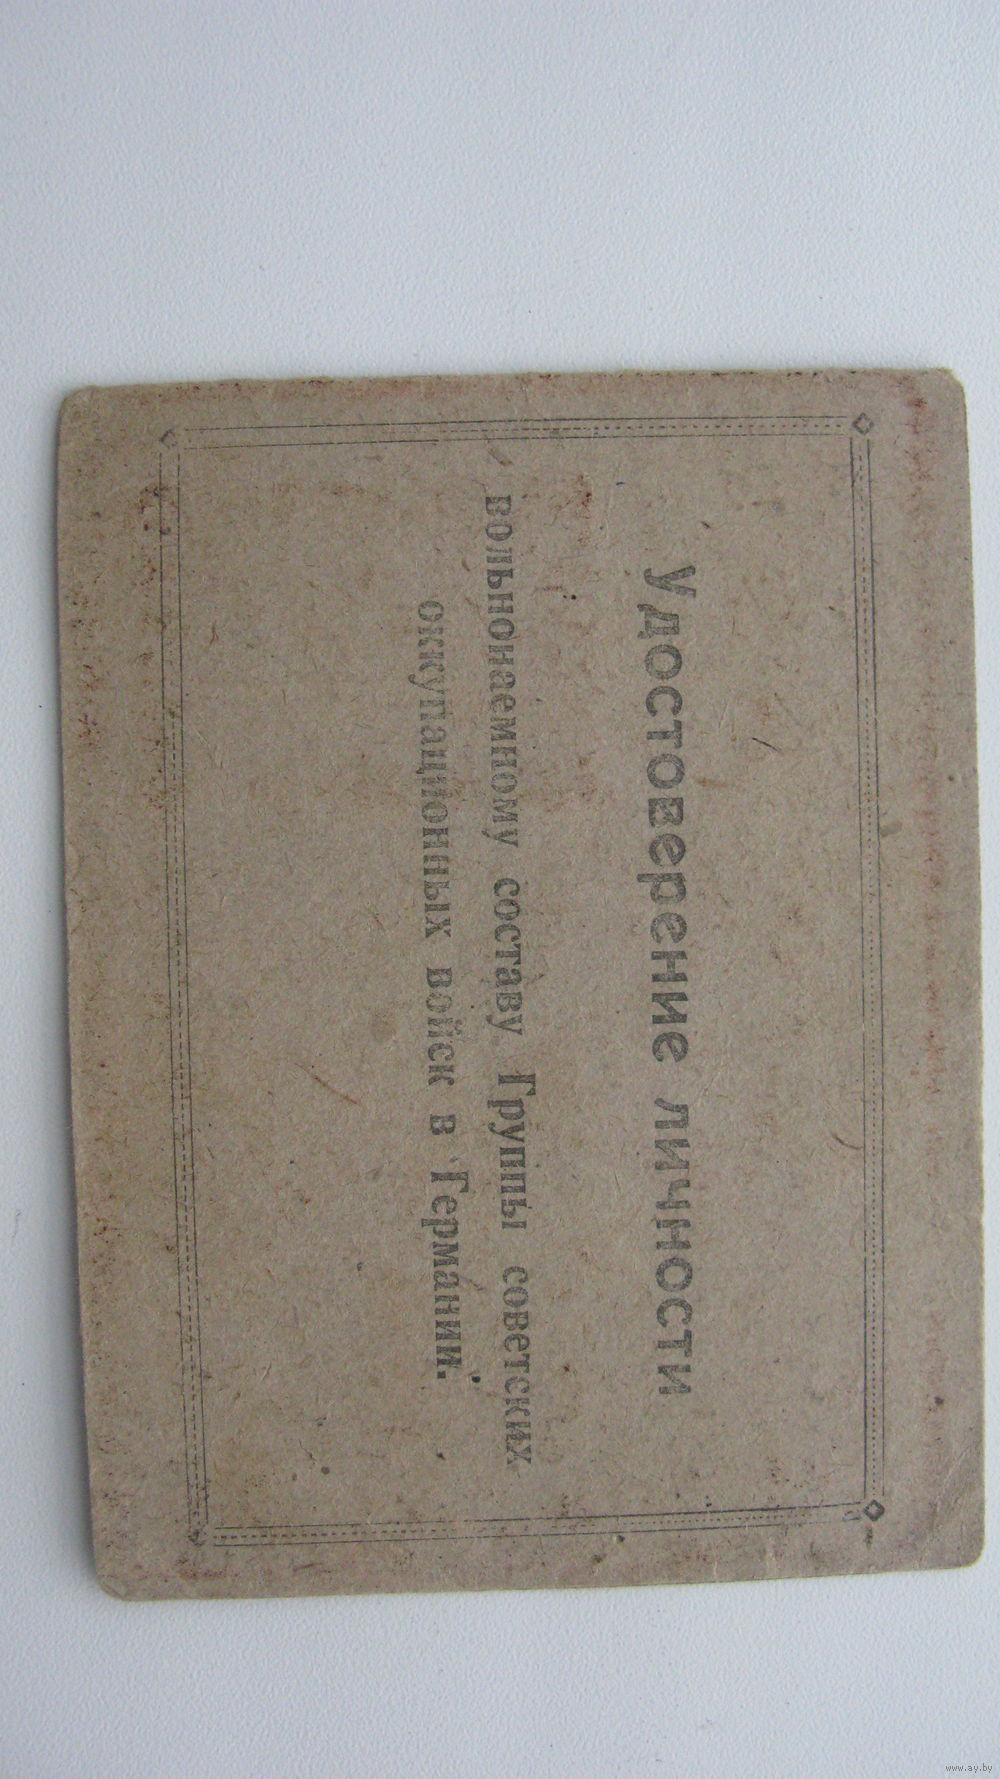 Удостоверение личности
вольнонаемному составу Группы советских
оккупационных войск в Германии.
www.ay.by